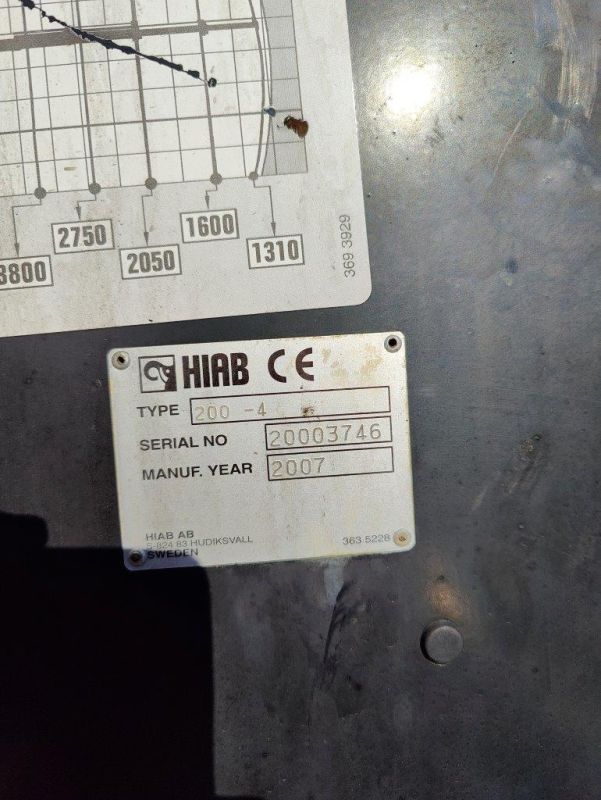 2750
1600
3800
2050
1310
369 3929
HIAB CE
TYPE 200 -4
SERIAL NO 20003746
MANUF. YEAR 2007
HIAB AB
S-824 83 HUDIKSVALL
363 5228
SWEDEN